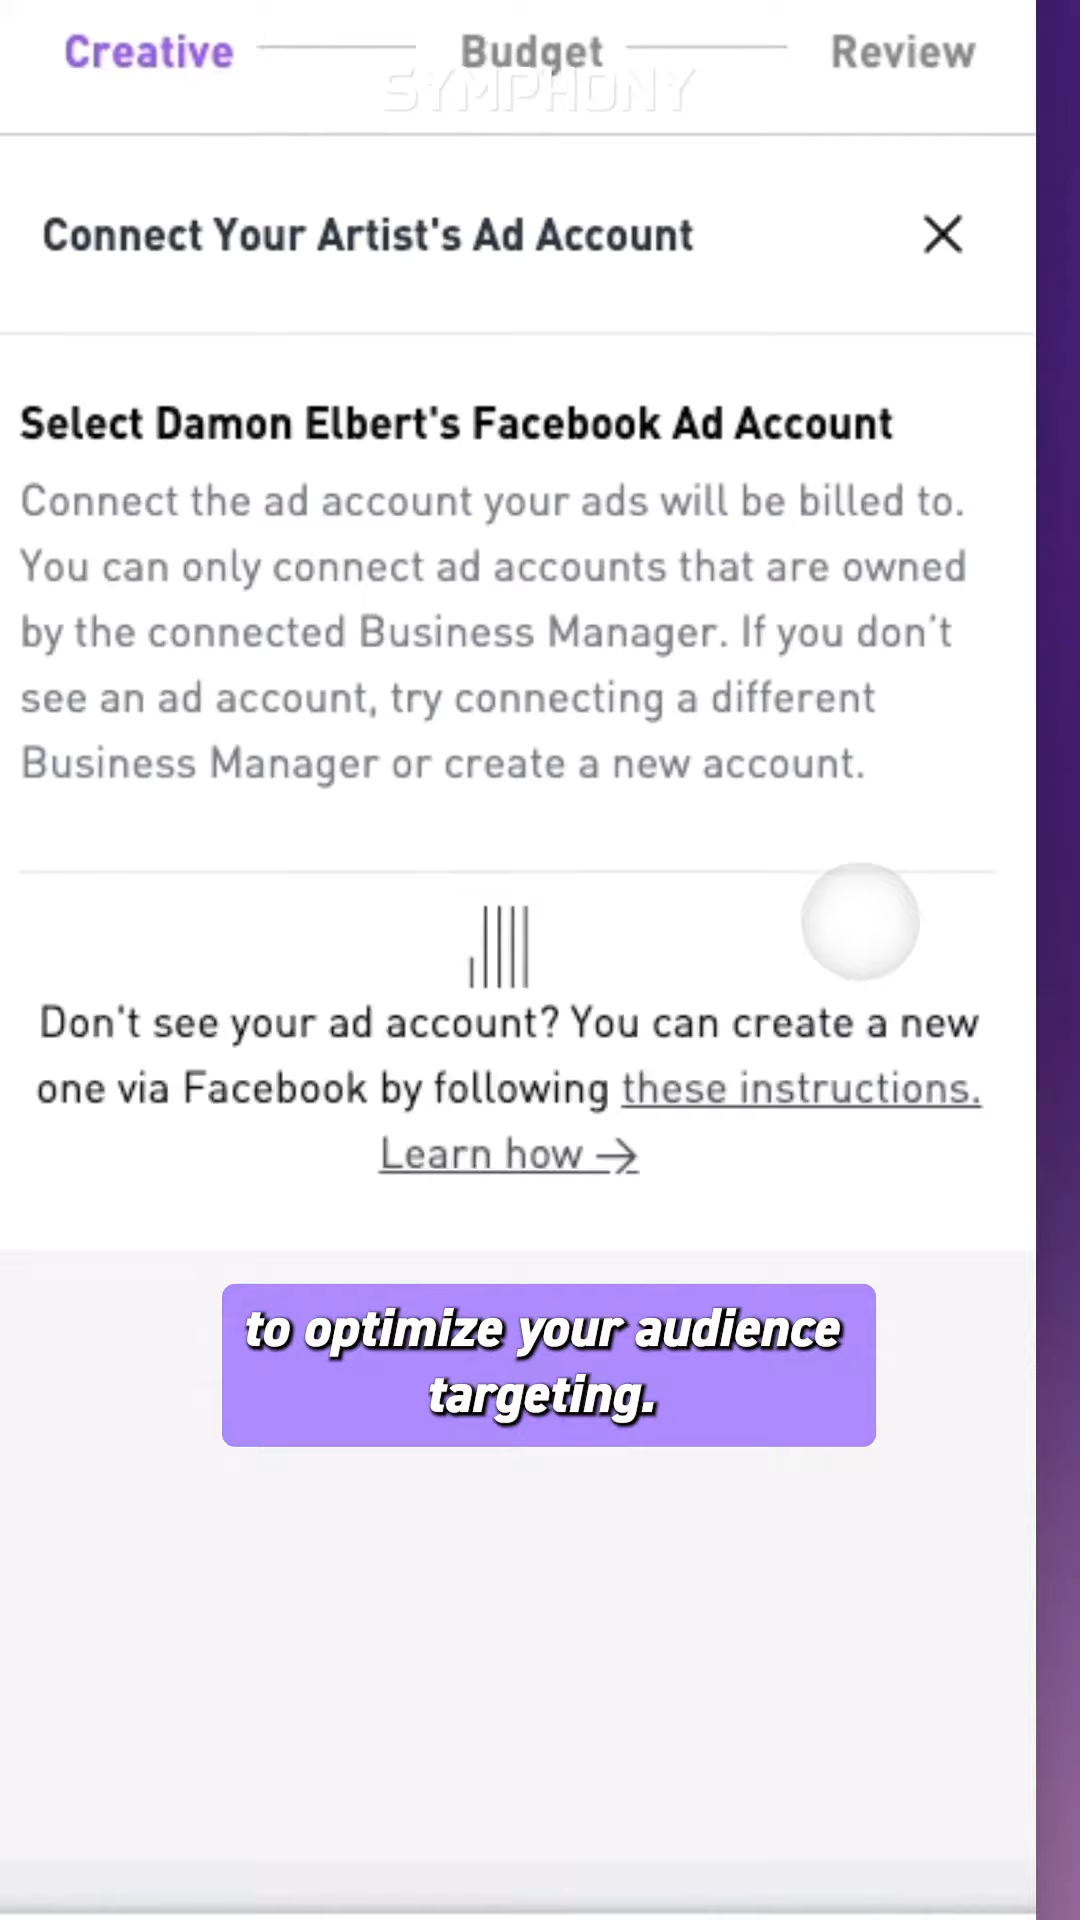 Creative
Budget
Review
SYMPHONY
Connect Your Artist's Ad Account
Select Damon Elbert's Facebook Ad Account
Connect the ad account your ads will be billed to.
You can only connect ad accounts that are owned
by the connected Business Manager. If you don't
see an ad account, try connecting a different
Business Manager or create a new account.
Don't see your ad account? You can create a new
one via Facebook by following these instructions.
Learn how →
to optimize your audience
targeting.